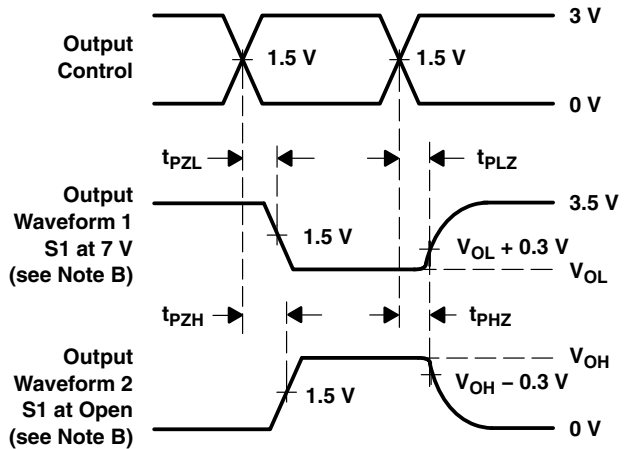 3 V
Output
Control
1.5 V
1.5 V
0 V
tPZL
tPLZ
Output
Waveform 1
S1 at 7 V
(see Note B)
3.5 V
1.5 V
VOL + 0.3 V
VOL
tPZH
tPHZ
Output
Waveform 2
S1 at Open
(see Note B)
VOH
1.5 V
VOH − 0.3 V
0 V